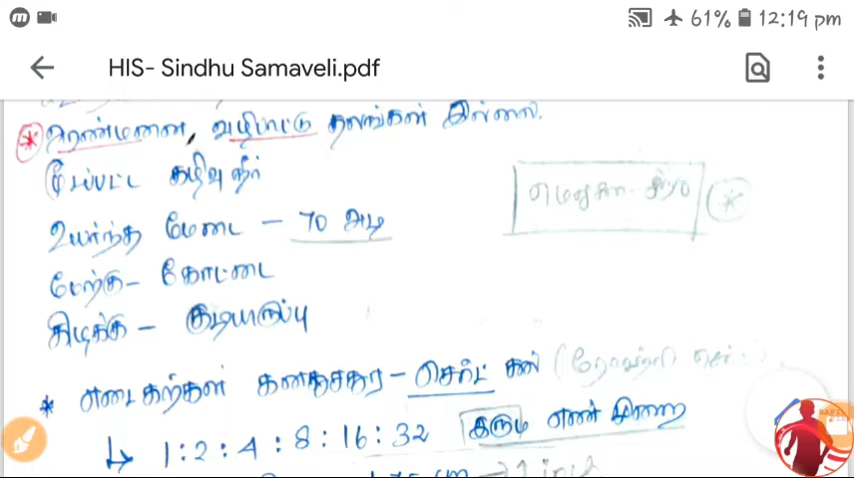 61% 12:19 pm
HIS- Sindhu Samaveli.pdf
* அரண்மனை, வழிபாட்டு தலங்கள் இல்லை.
மேம்பட்ட கழிவு நீர்
உயர்ந்த மேடை - 70 அடி
மேற்கு - கோட்டை
கிழக்கு - குடியிருப்பு
* எடைகற்கள் கனசதுர - செர்ட் கல்
↳ 1:2:4:8:16:32 இரும எண் முறை